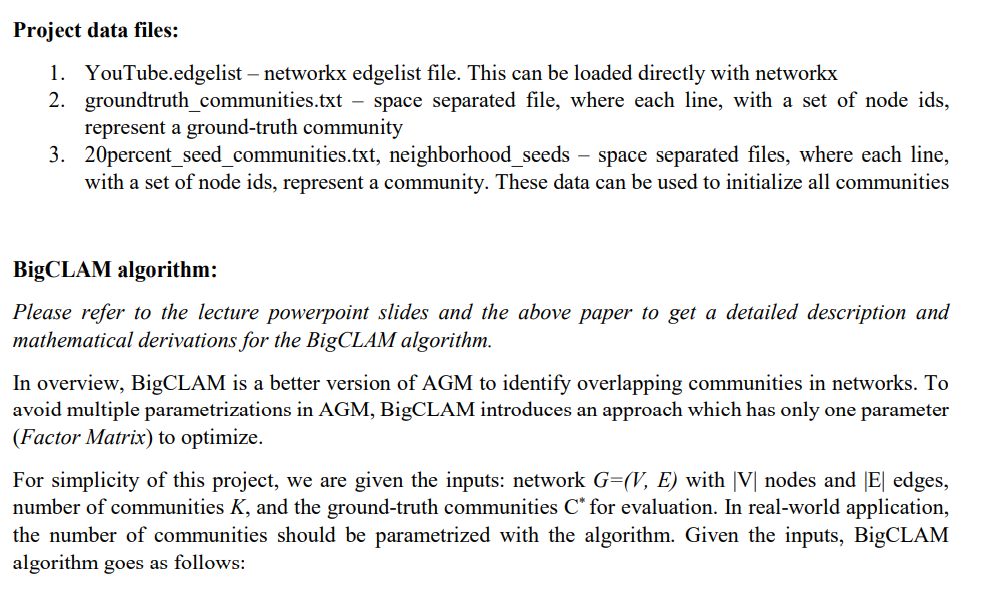 Project data files:
1. YouTube.edgelist – networkx edgelist file. This can be loaded directly with networkx
2. groundtruth_communities.txt – space separated file, where each line, with a set of node ids,
represent a ground-truth community
3. 20percent_seed_communities.txt, neighborhood_seeds – space separated files, where each line,
with a set of node ids, represent a community. These data can be used to initialize all communities
BigCLAM algorithm:
Please refer to the lecture powerpoint slides and the above paper to get a detailed description and
mathematical derivations for the BigCLAM algorithm.
In overview, BigCLAM is a better version of AGM to identify overlapping communities in networks. To
avoid multiple parametrizations in AGM, BigCLAM introduces an approach which has only one parameter
(Factor Matrix) to optimize.
For simplicity of this project, we are given the inputs: network G=(V, E) with |V| nodes and |E| edges,
number of communities K, and the ground-truth communities C* for evaluation. In real-world application,
the number of communities should be parametrized with the algorithm. Given the inputs, BigCLAM
algorithm goes as follows: